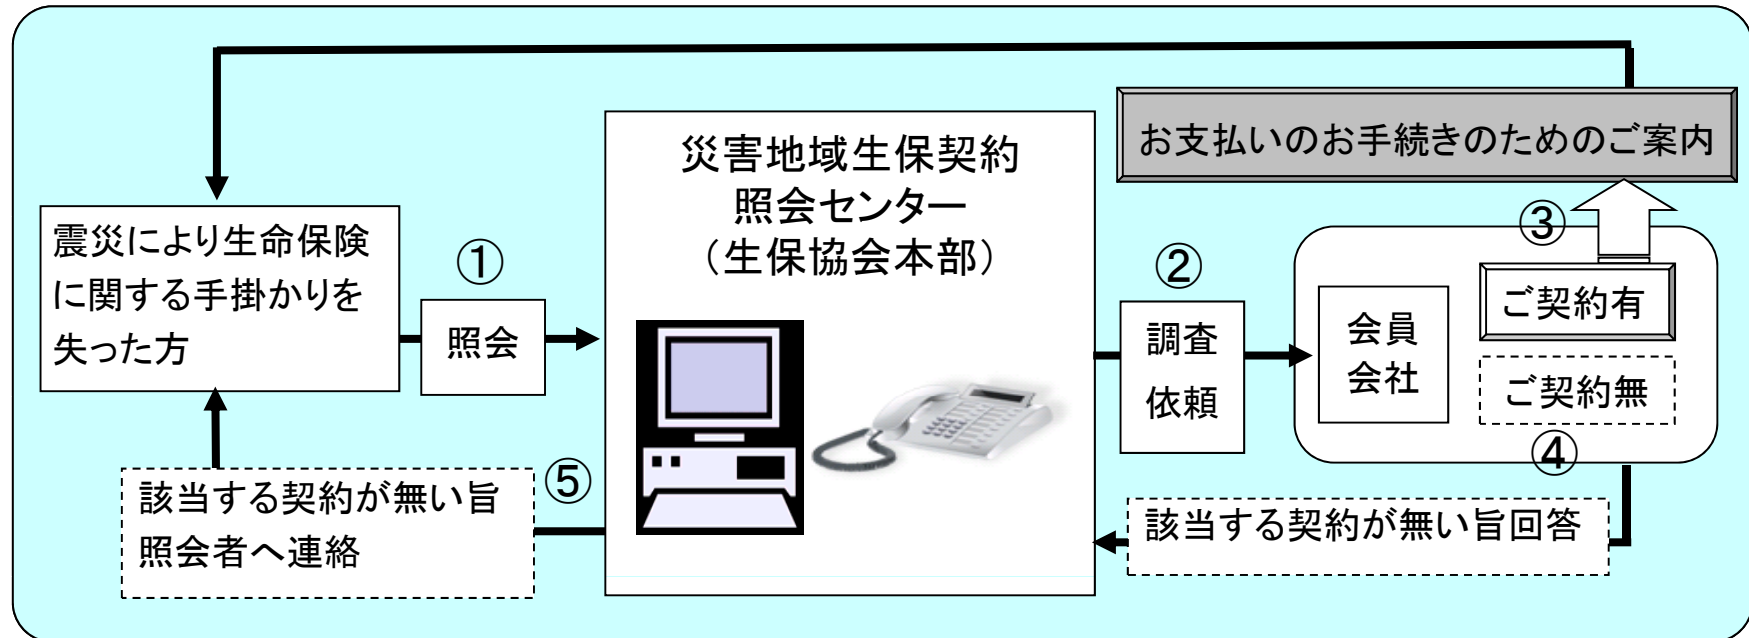 お支払いのお手続きのためのご案内
災害地域生保契約
照会センター
（生保協会本部）
震災により生命保険
に関する手掛かりを
失った方
①
照会
②
調査
依頼
③
会員
会社
ご契約有
ご契約無
④
該当する契約が無い旨回答
⑤
該当する契約が無い旨
照会者へ連絡